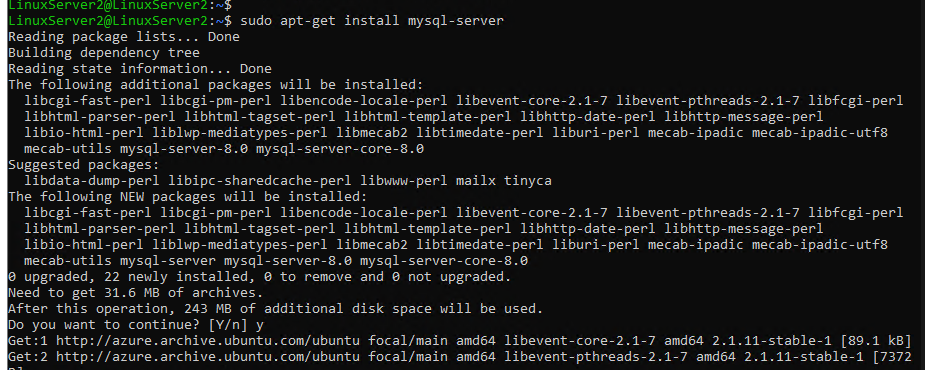 LinuxServer2@LinuxServer2:~$
LinuxServer2@LinuxServer2:~$ sudo apt-get install mysql-server
Reading package lists... Done
Building dependency tree
Reading state information... Done
The following additional packages will be installed:
  libcgi-fast-perl libcgi-pm-perl libencode-locale-perl libevent-core-2.1-7 libevent-pthreads-2.1-7 libfcgi-perl
  libhtml-parser-perl libhtml-tagset-perl libhtml-template-perl libhttp-date-perl libhttp-message-perl
  libio-html-perl liblwp-mediatypes-perl libmecab2 libtimedate-perl liburi-perl mecab-ipadic mecab-ipadic-utf8
  mecab-utils mysql-server-8.0 mysql-server-core-8.0
Suggested packages:
  libdata-dump-perl libipc-sharedcache-perl libwww-perl mailx tinyca
The following NEW packages will be installed:
  libcgi-fast-perl libcgi-pm-perl libencode-locale-perl libevent-core-2.1-7 libevent-pthreads-2.1-7 libfcgi-perl
  libhtml-parser-perl libhtml-tagset-perl libhtml-template-perl libhttp-date-perl libhttp-message-perl
  libio-html-perl liblwp-mediatypes-perl libmecab2 libtimedate-perl liburi-perl mecab-ipadic mecab-ipadic-utf8
  mecab-utils mysql-server mysql-server-8.0 mysql-server-core-8.0
0 upgraded, 22 newly installed, 0 to remove and 0 not upgraded.
Need to get 31.6 MB of archives.
After this operation, 243 MB of additional disk space will be used.
Do you want to continue? [Y/n] y
Get:1 http://azure.archive.ubuntu.com/ubuntu focal/main amd64 libevent-core-2.1-7 amd64 2.1.11-stable-1 [89.1 kB]
Get:2 http://azure.archive.ubuntu.com/ubuntu focal/main amd64 libevent-pthreads-2.1-7 amd64 2.1.11-stable-1 [7372